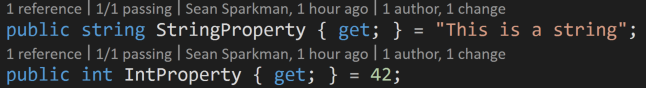 1 reference | 1/1 passing | Sean Sparkman, 1 hour ago | 1 author, 1 change
public string StringProperty { get; } = "This is a string";
1 reference | 1/1 passing | Sean Sparkman, 1 hour ago | 1 author, 1 change
public int IntProperty { get; } = 42;